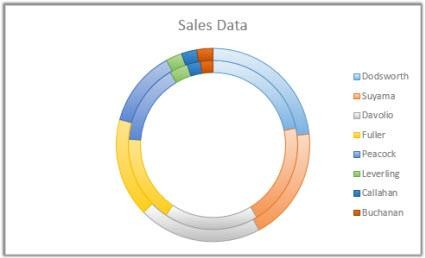 Sales Data
Dodsworth
Suyama
Davolio
Fuller
Peacock
Leverling
Callahan
Buchanan